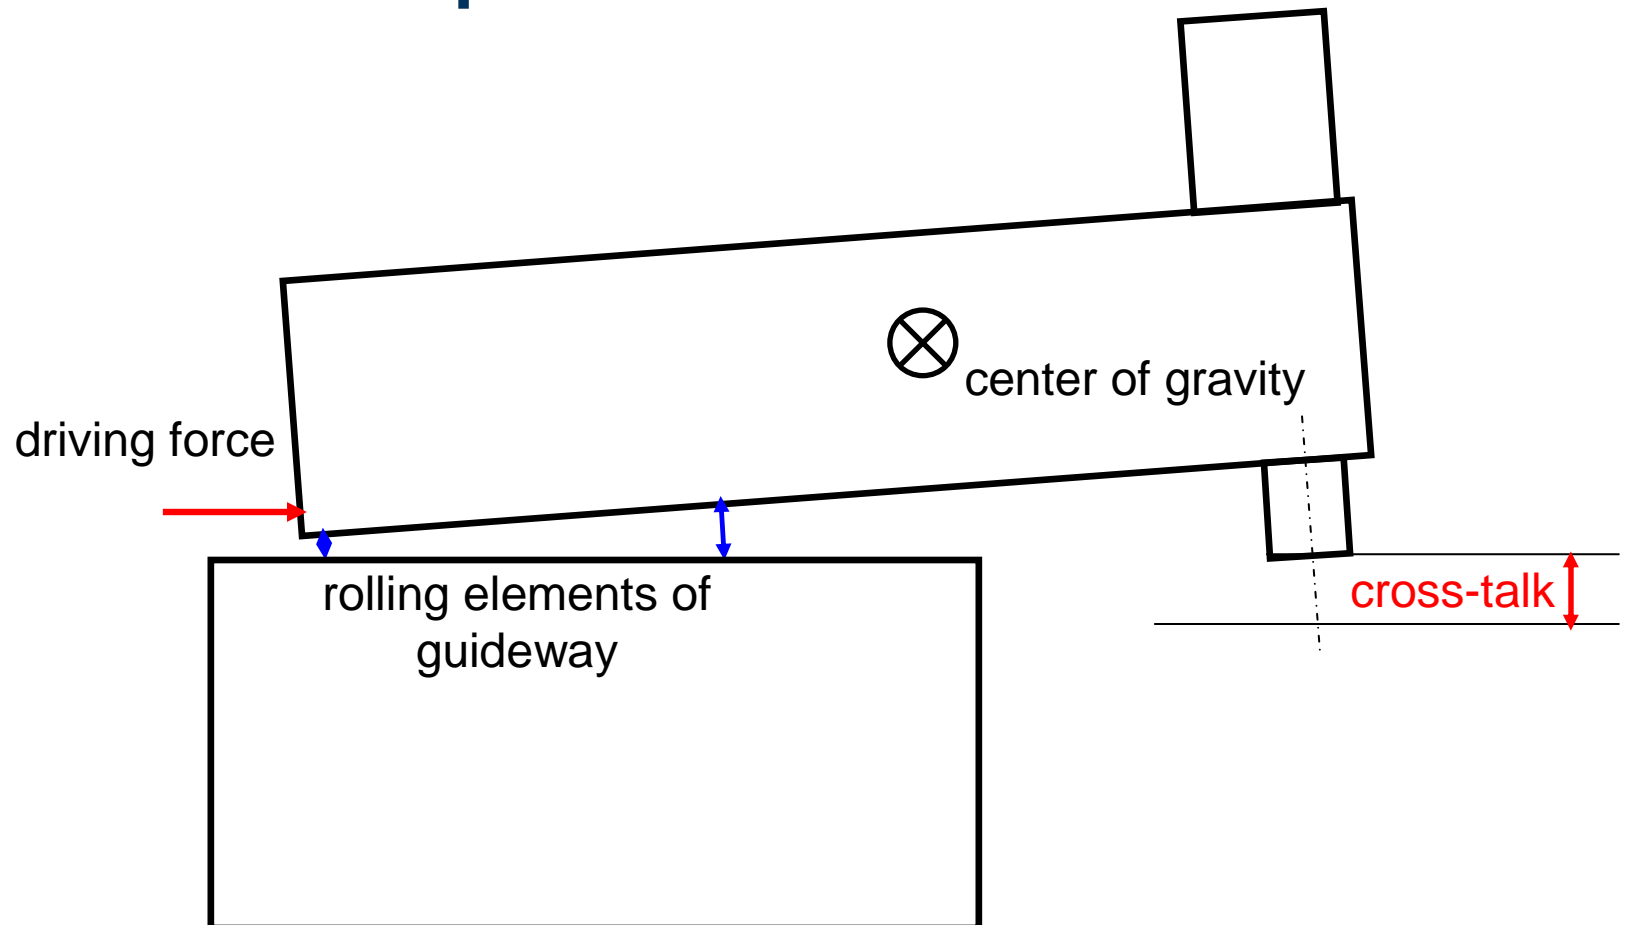 center of gravity
driving force
rolling elements of
guideway
cross-talk